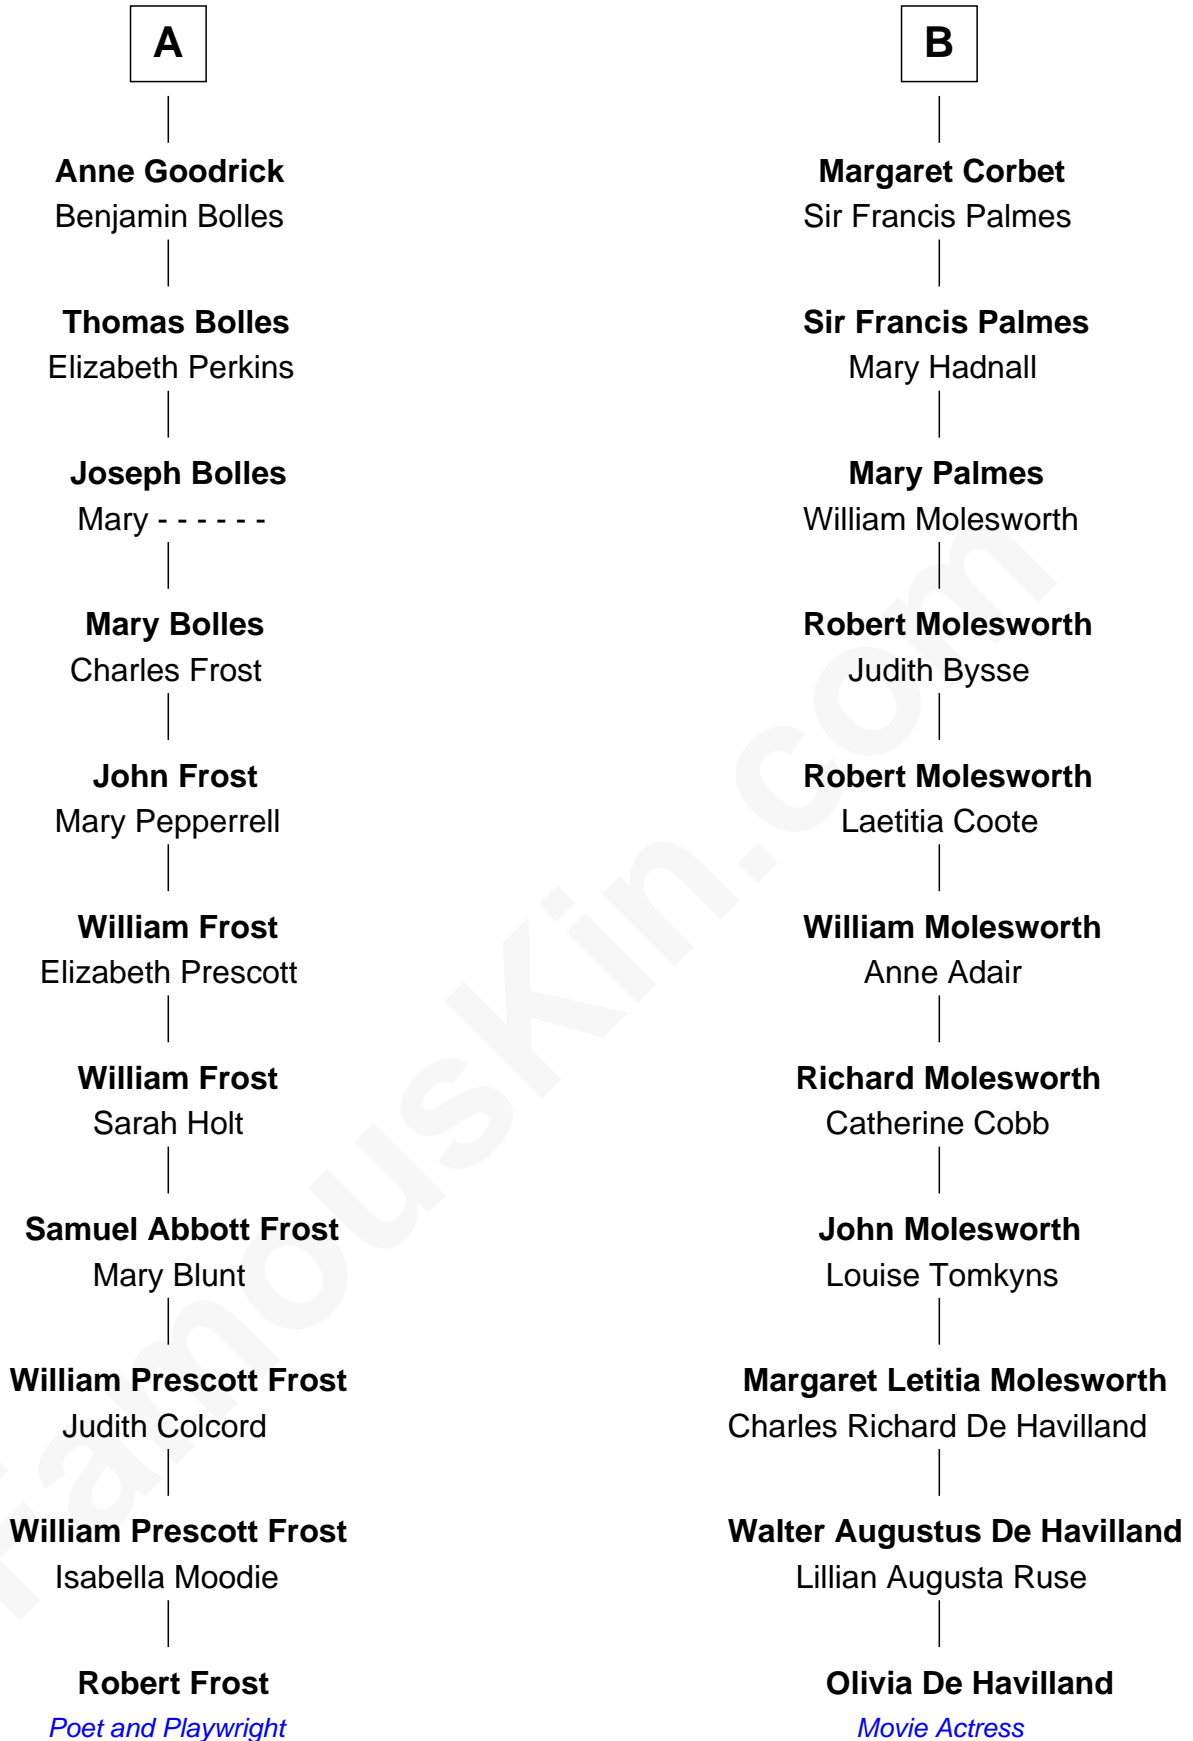 A
Anne Goodrick
Benjamin Bolles
Thomas Bolles
Elizabeth Perkins
Joseph Bolles
Mary - - - - - -
Mary Bolles
Charles Frost
John Frost
Mary Pepperrell
William Frost
Elizabeth Prescott
William Frost
Sarah Holt
Samuel Abbott Frost
Mary Blunt
William Prescott Frost
Judith Colcord
William Prescott Frost
Isabella Moodie
Robert Frost
Poet and Playwright
B
Margaret Corbet
Sir Francis Palmes
Sir Francis Palmes
Mary Hadnall
Mary Palmes
William Molesworth
Robert Molesworth
Judith Bysse
Robert Molesworth
Laetitia Coote
William Molesworth
Anne Adair
Richard Molesworth
Catherine Cobb
John Molesworth
Louise Tomkyns
Margaret Letitia Molesworth
Charles Richard De Havilland
Walter Augustus De Havilland
Lillian Augusta Ruse
Olivia De Havilland
Movie Actress
FamousKin.com